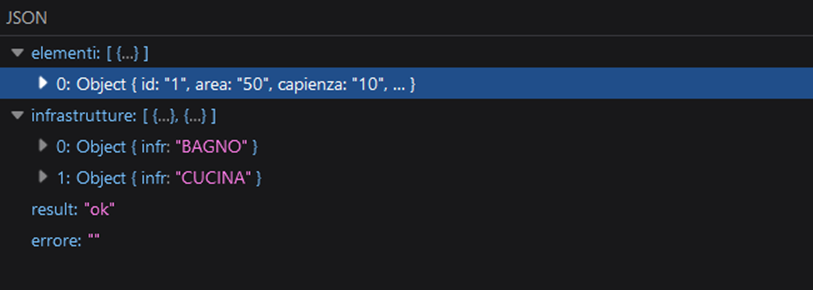 JSON
elementi: [ {…} ]
0: Object { id: "1", area: "50", capienza: "10", … }
infrastrutture: [ {…}, {…} ]
0: Object { infr: "BAGNO" }
1: Object { infr: "CUCINA" }
result: "ok"
errore: ""